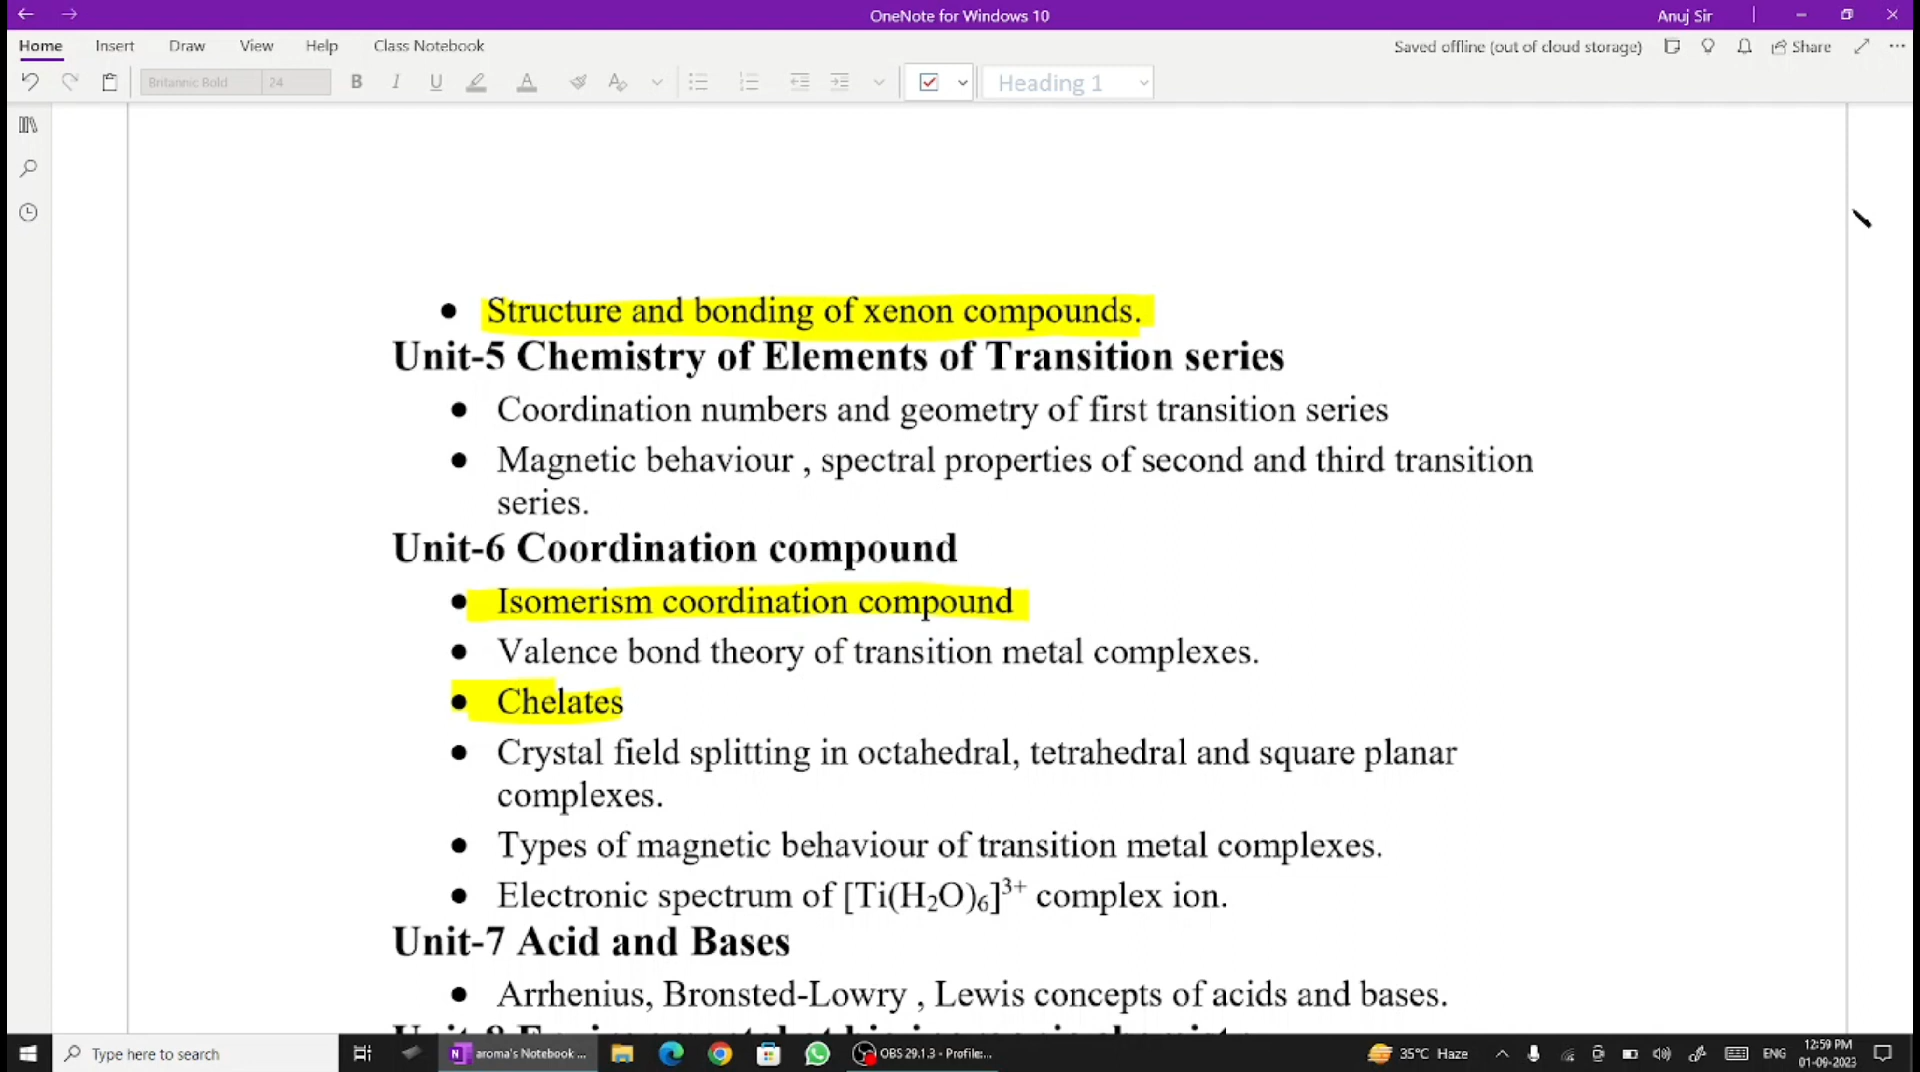 OneNote for Windows 10
Anuj Sir
Home Insert Draw View Help Class Notebook
Saved offline (out of cloud storage)
Share
Britannic Bold 24
B I U A
Heading 1
• Structure and bonding of xenon compounds.
Unit-5 Chemistry of Elements of Transition series
• Coordination numbers and geometry of first transition series
• Magnetic behaviour , spectral properties of second and third transition
series.
Unit-6 Coordination compound
• Isomerism coordination compound
• Valence bond theory of transition metal complexes.
• Chelates
• Crystal field splitting in octahedral, tetrahedral and square planar
complexes.
• Types of magnetic behaviour of transition metal complexes.
• Electronic spectrum of [Ti(H₂O)₆]³⁺ complex ion.
Unit-7 Acid and Bases
• Arrhenius, Bronsted-Lowry , Lewis concepts of acids and bases.
Type here to search
aroma's Notebook ...
OBS 29.1.3 - Profile:...
35°C Haze
ENG
12:59 PM
01-09-2023